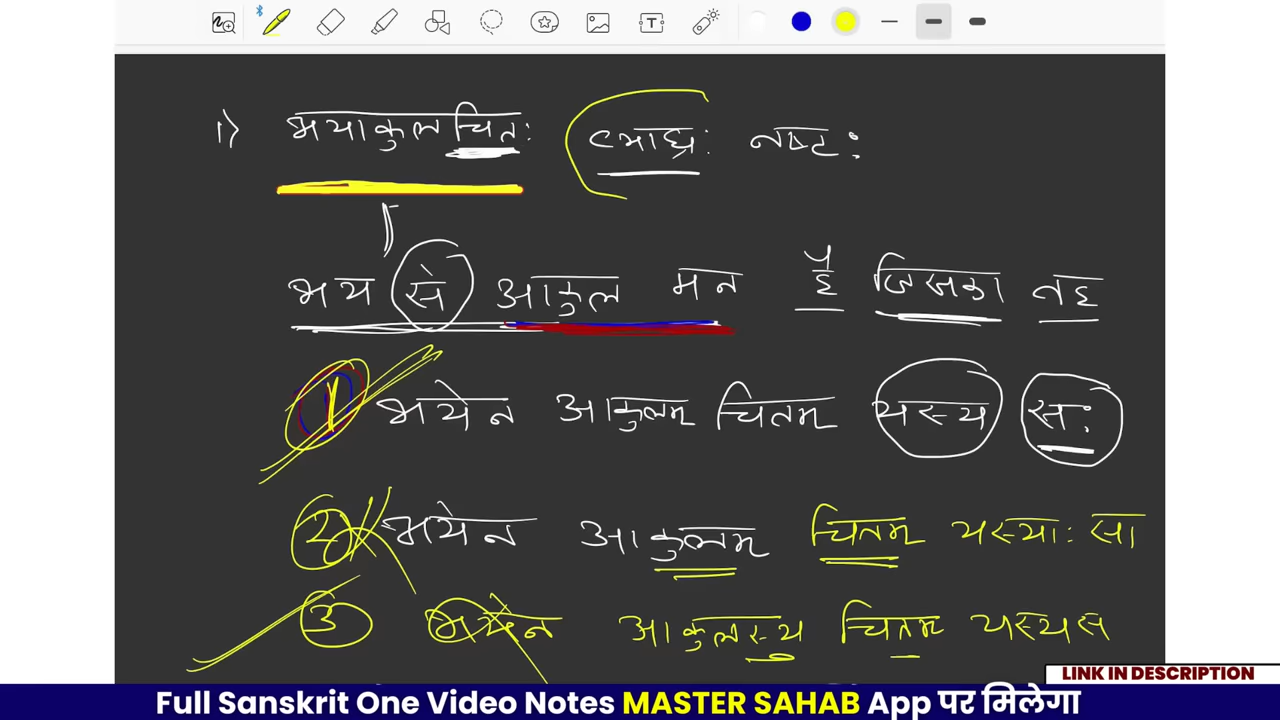 1) भयाकुल चितः व्याघ्रः नष्टः
भय से आकुल मन है जिसका वह
1 भयेन आकुलम चितम यस्य सः
2 भयेन आकुलम चितम यस्याः सा
3 भयेन आकुलस्य चितम यस्य स
LINK IN DESCRIPTION
Full Sanskrit One Video Notes MASTER SAHAB App पर मिलेगा